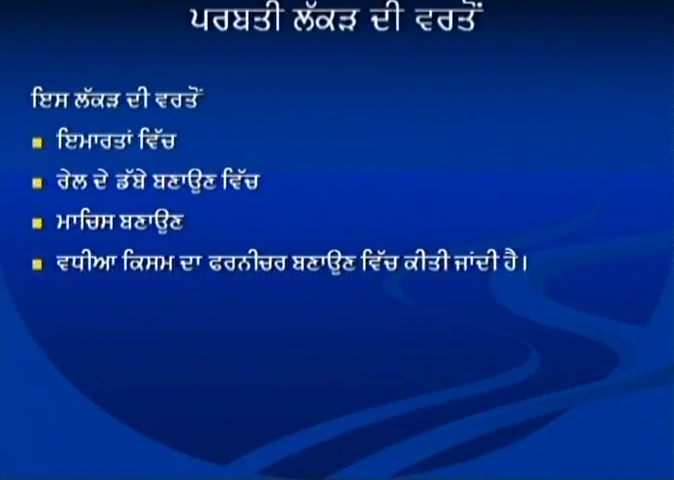 ਪਰਬਤੀ ਲੱਕੜ ਦੀ ਵਰਤੋਂ
ਇਸ ਲੱਕੜ ਦੀ ਵਰਤੋਂ
ਇਮਾਰਤਾਂ ਵਿੱਚ
ਰੇਲ ਦੇ ਡੱਬੇ ਬਣਾਉਣ ਵਿੱਚ
ਮਾਚਿਸ ਬਣਾਉਣ
ਵਧੀਆ ਕਿਸਮ ਦਾ ਫਰਨੀਚਰ ਬਣਾਉਣ ਵਿੱਚ ਕੀਤੀ ਜਾਂਦੀ ਹੈ।